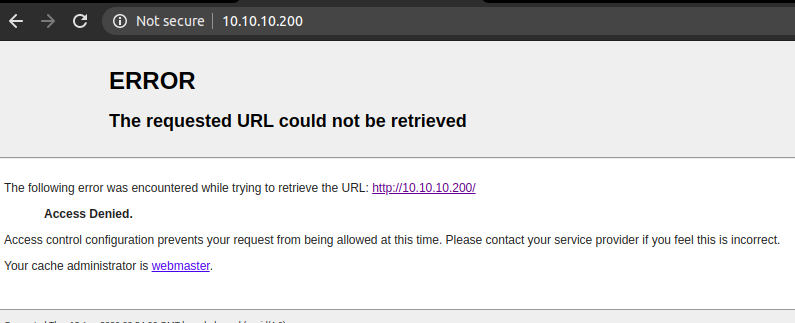 Not secure | 10.10.10.200
ERROR
The requested URL could not be retrieved
The following error was encountered while trying to retrieve the URL: http://10.10.10.200/
Access Denied.
Access control configuration prevents your request from being allowed at this time. Please contact your service provider if you feel this is incorrect.
Your cache administrator is webmaster.